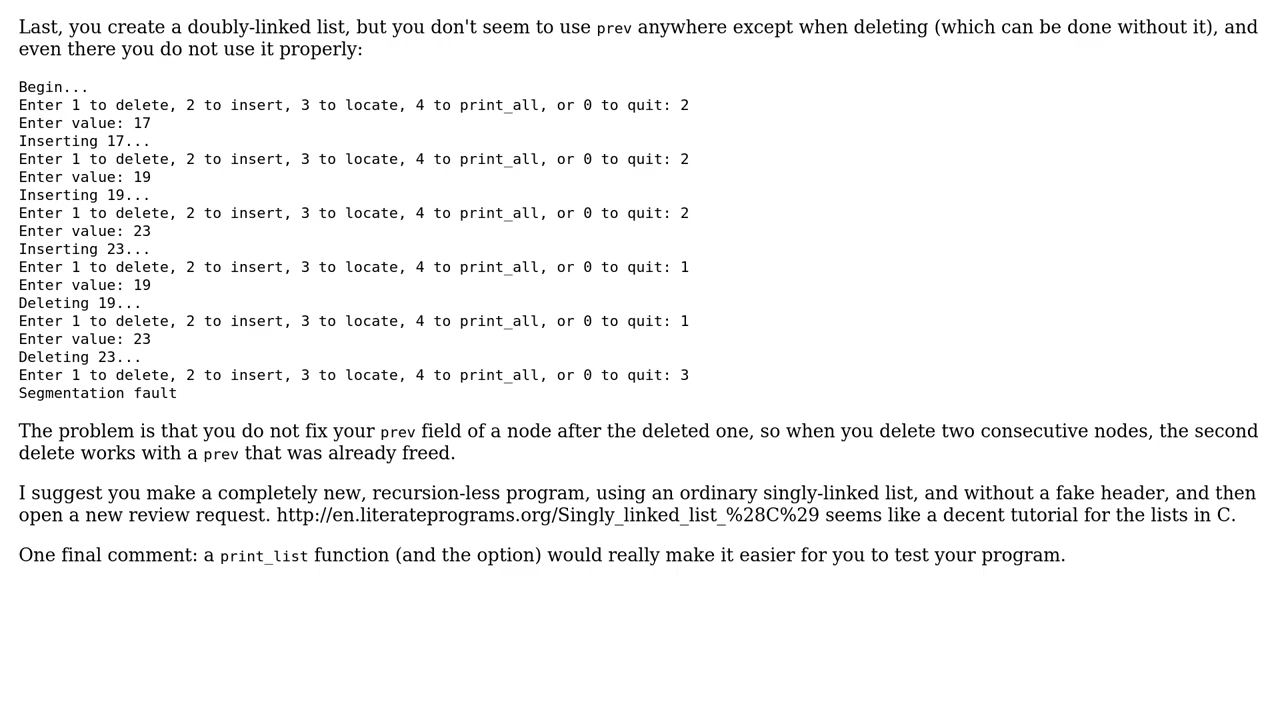 Last, you create a doubly-linked list, but you don't seem to use prev anywhere except when deleting (which can be done without it), and
even there you do not use it properly:
Begin...
Enter 1 to delete, 2 to insert, 3 to locate, 4 to print_all, or 0 to quit: 2
Enter value: 17
Inserting 17...
Enter 1 to delete, 2 to insert, 3 to locate, 4 to print_all, or 0 to quit: 2
Enter value: 19
Inserting 19...
Enter 1 to delete, 2 to insert, 3 to locate, 4 to print_all, or 0 to quit: 2
Enter value: 23
Inserting 23...
Enter 1 to delete, 2 to insert, 3 to locate, 4 to print_all, or 0 to quit: 1
Enter value: 19
Deleting 19...
Enter 1 to delete, 2 to insert, 3 to locate, 4 to print_all, or 0 to quit: 1
Enter value: 23
Deleting 23...
Enter 1 to delete, 2 to insert, 3 to locate, 4 to print_all, or 0 to quit: 3
Segmentation fault
The problem is that you do not fix your prev field of a node after the deleted one, so when you delete two consecutive nodes, the second
delete works with a prev that was already freed.
I suggest you make a completely new, recursion-less program, using an ordinary singly-linked list, and without a fake header, and then
open a new review request. http://en.literateprograms.org/Singly_linked_list_%28C%29 seems like a decent tutorial for the lists in C.
One final comment: a print_list function (and the option) would really make it easier for you to test your program.